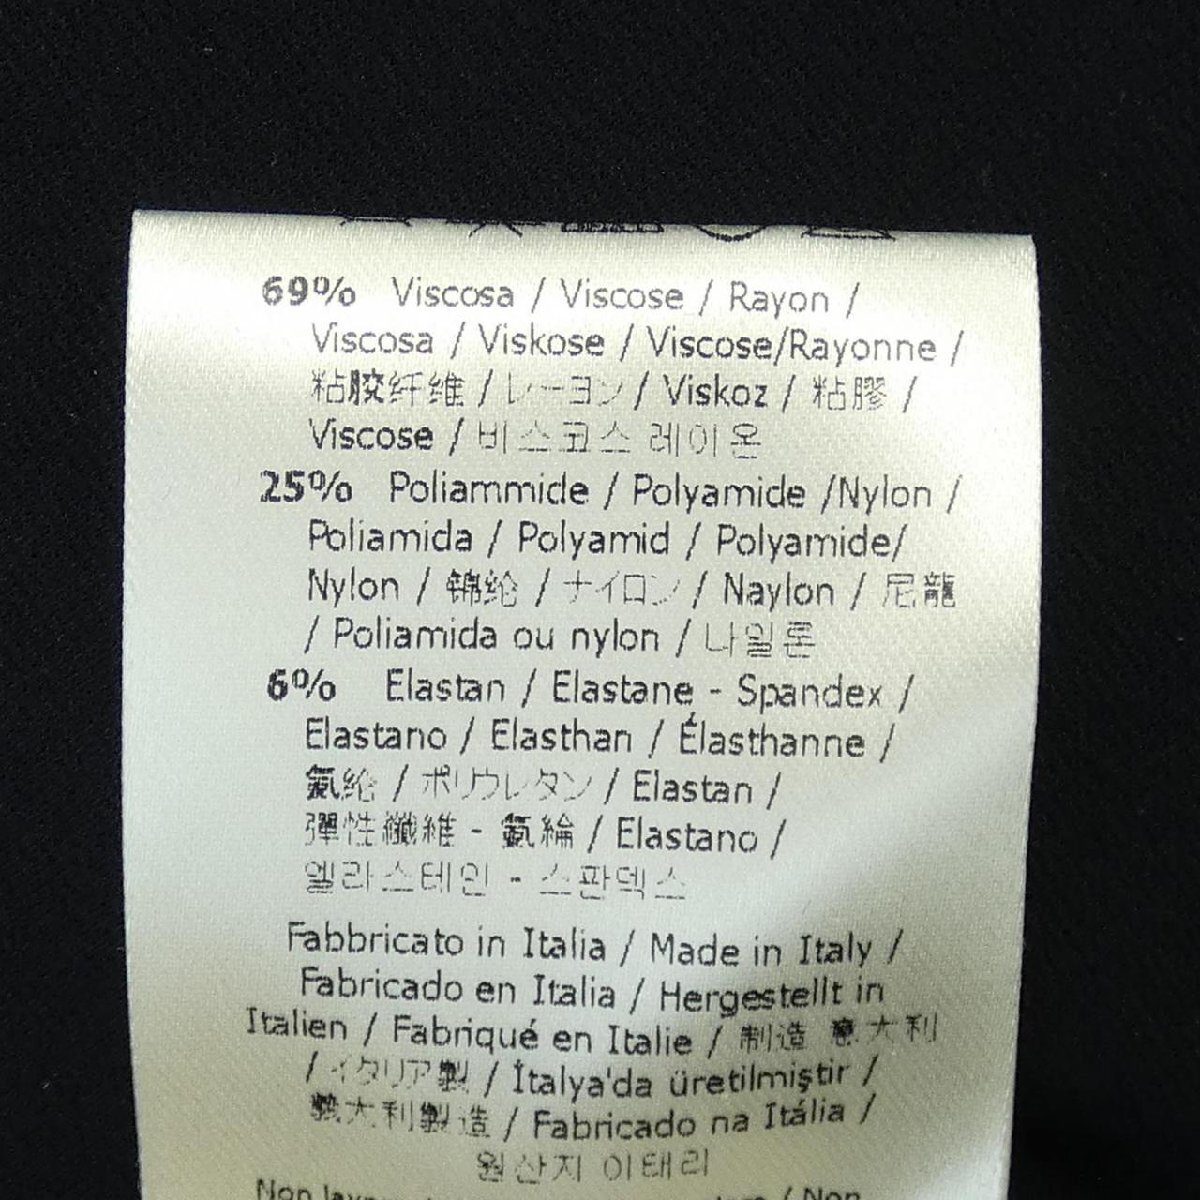 69% Viscosa / Viscose / Rayon /
Viscosa / Viskose / Viscose/Rayonne /
粘胶纤维 / レーヨン / Viskoz / 粘膠 /
Viscose / 비스코스 레이온
25% Poliammide / Polyamide /Nylon /
Poliamida / Polyamid / Polyamide/
Nylon / 锦纶 / ナイロン / Naylon / 尼龍
/ Poliamida ou nylon / 나일론
6% Elastan / Elastane - Spandex /
Elastano / Elasthan / Élasthanne /
氨纶 / ポリウレタン / Elastan /
彈性纖維 - 氨綸 / Elastano /
엘라스테인 - 스판덱스
Fabbricato in Italia / Made in Italy /
Fabricado en Italia / Hergestellt in
Italien / Fabriqué en Italie / 制造 意大利
/ イタリア製 / İtalya'da üretilmiştir /
義大利製造 / Fabricado na Itália /
원산지 이태리
Non / Non